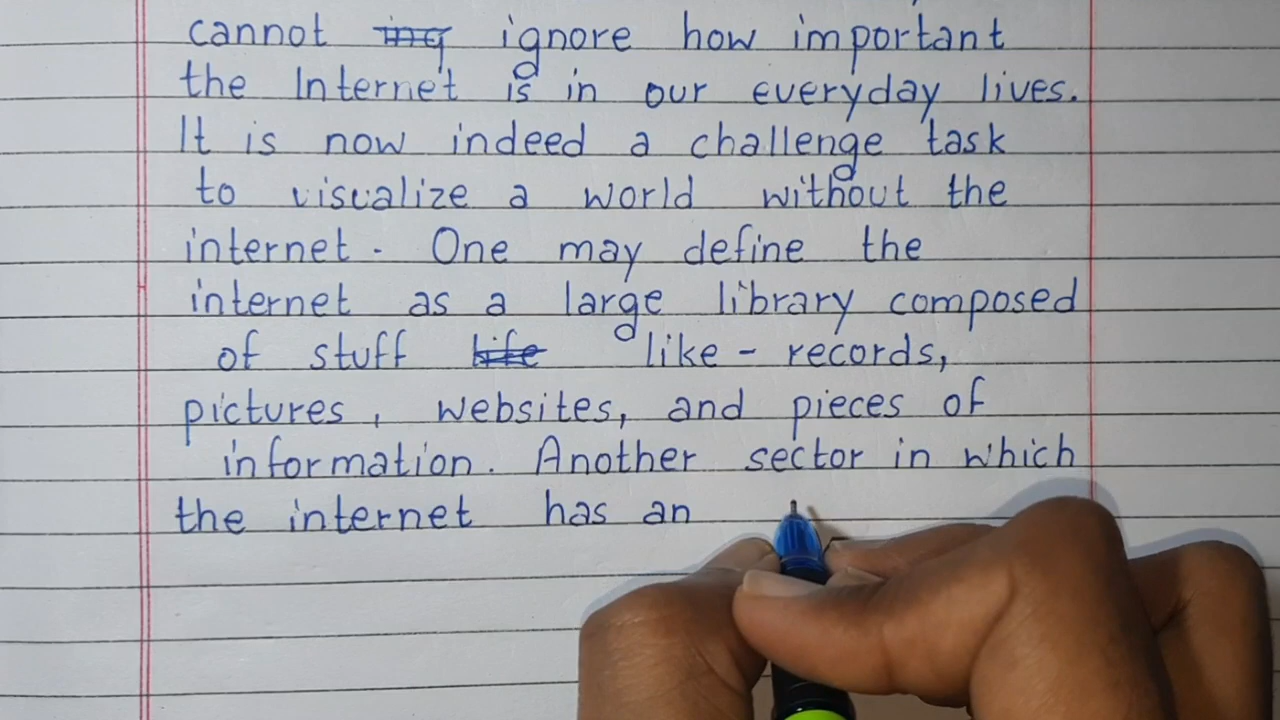 cannot ignore how important
the Internet is in our everyday lives.
It is now indeed a challenge task
to visualize a world without the
internet. One may define the
internet as a large library composed
of stuff life like - records,
pictures, websites, and pieces of
information. Another sector in which
the internet has an